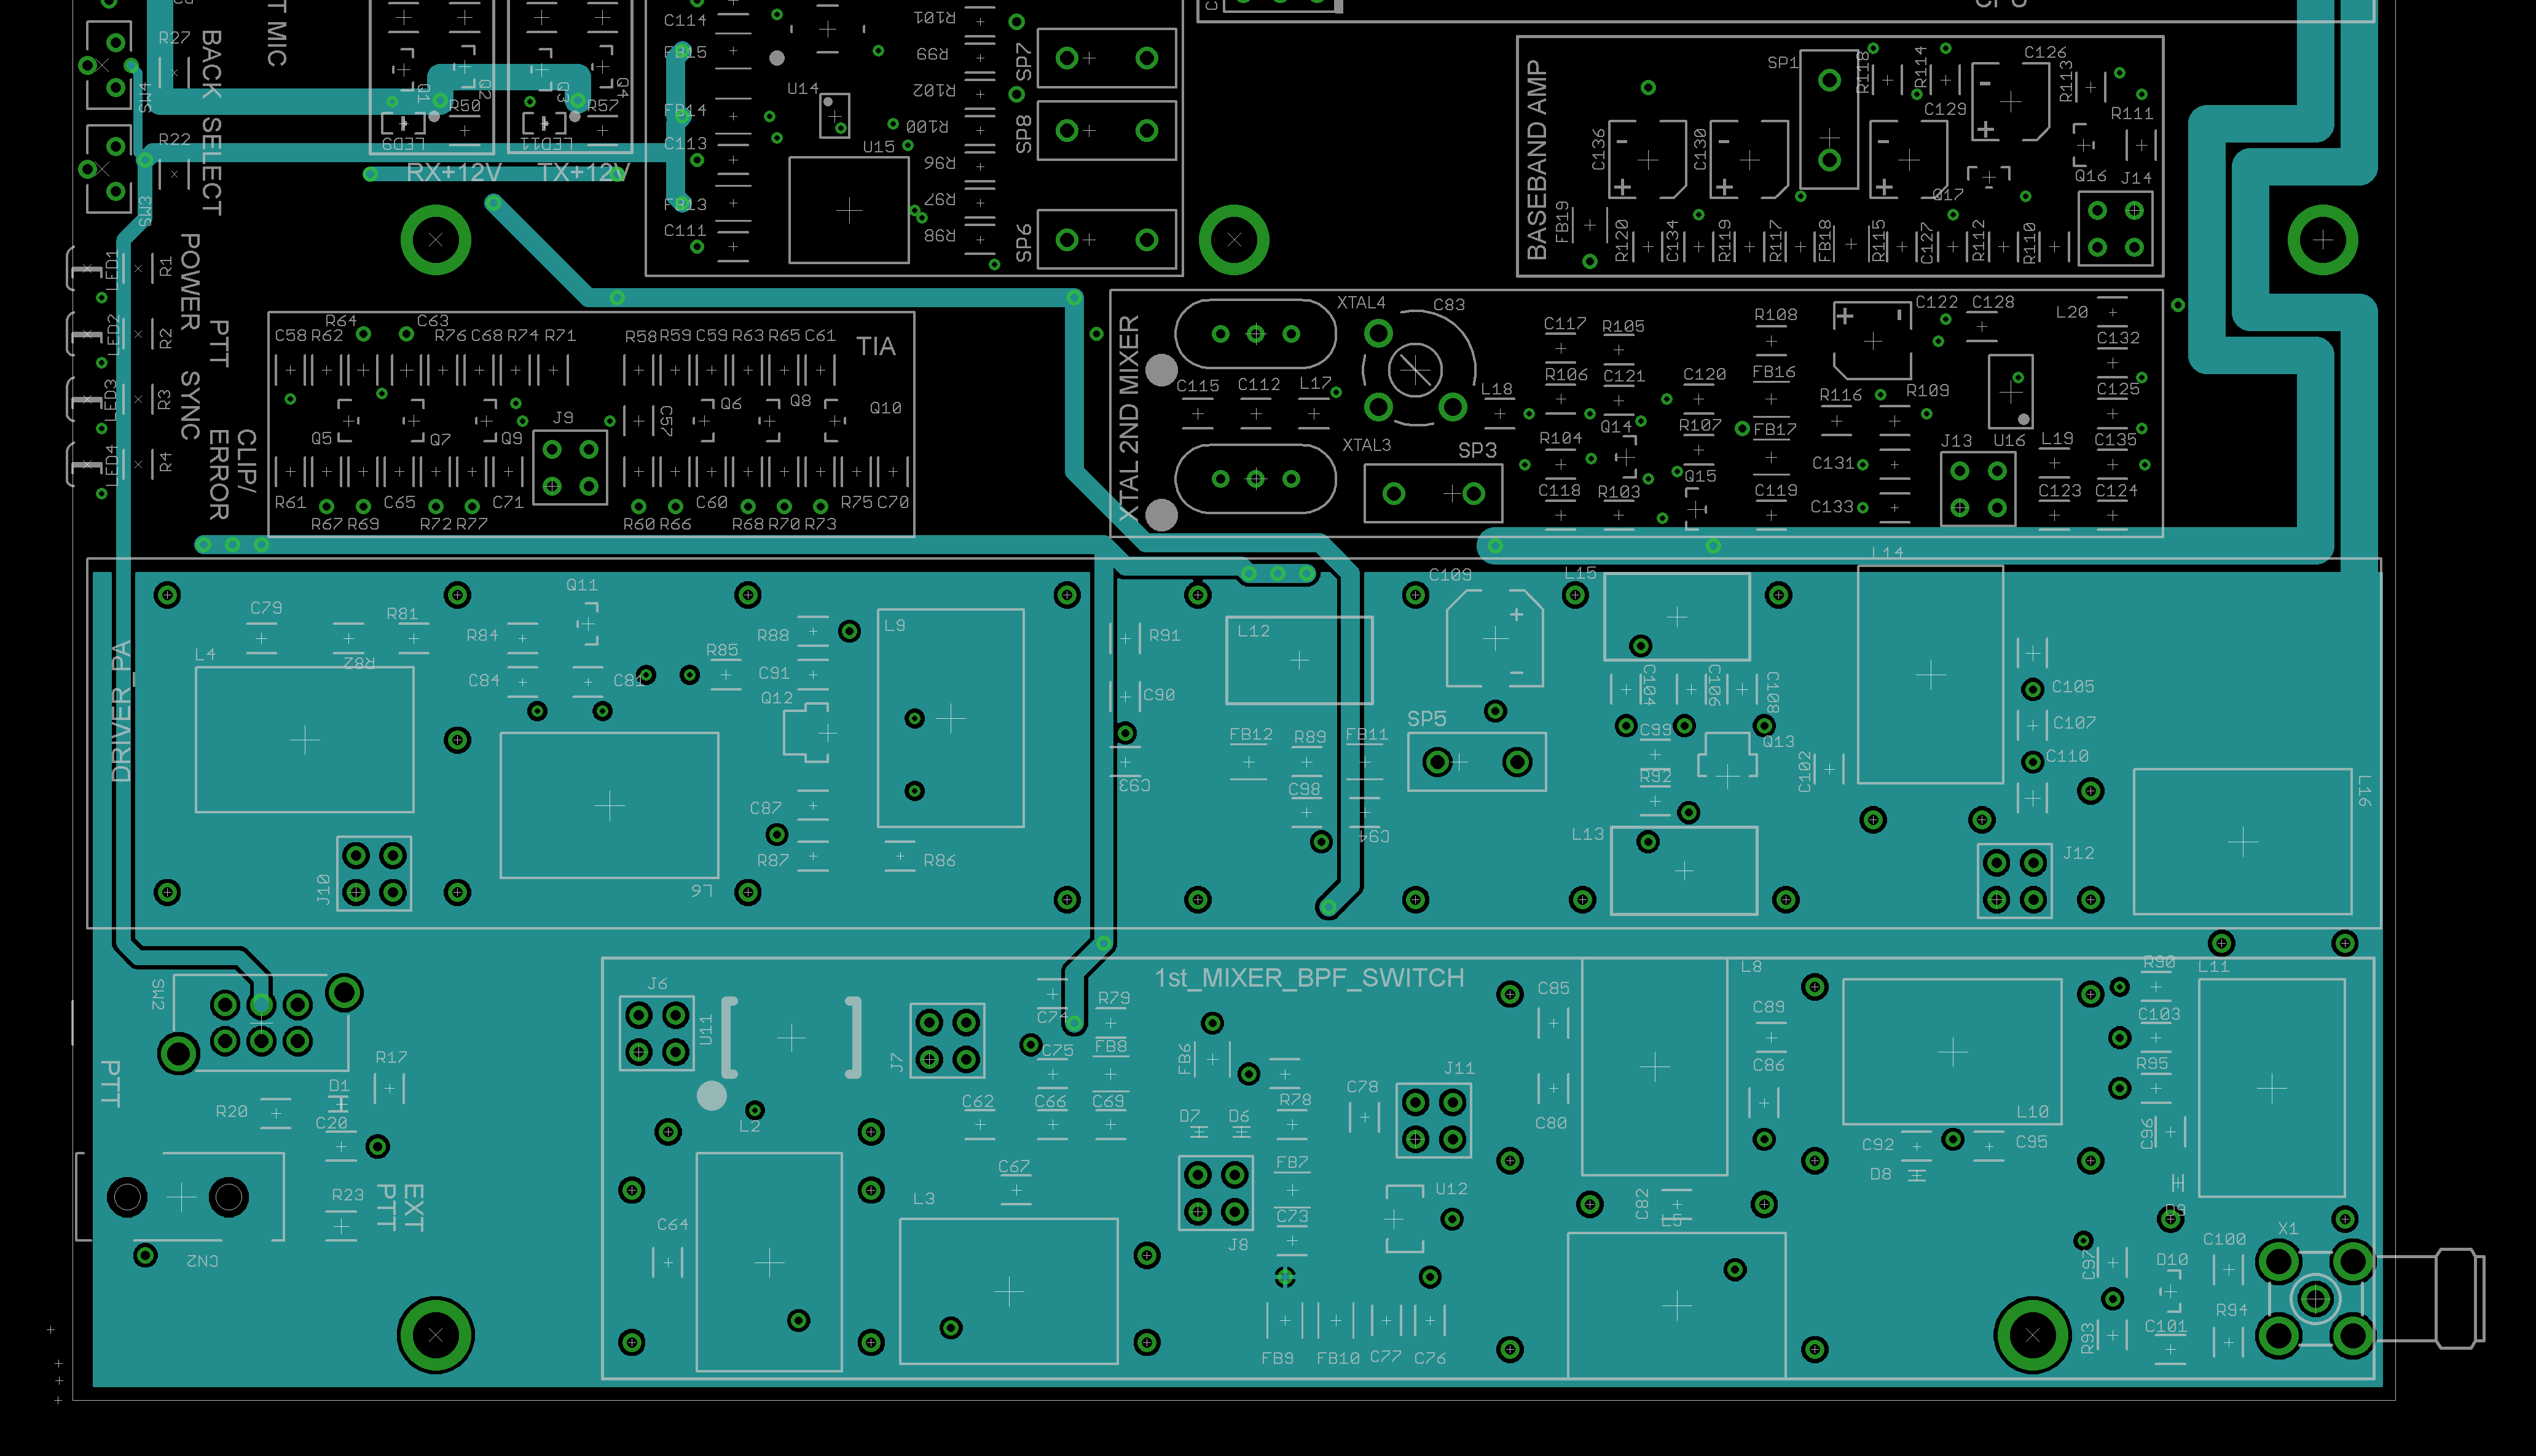 T MIC
C114
R101
CPU
R27
BACK SELECT
FB15
R99
SP7
SP1
R118
R114
C126
R113
SW4
Q1
Q2
Q3
Q4
R50
R57
U14
R102
BASEBAND AMP
C129
R111
FB14
R100
SP8
R22
LED9
LED11
C113
U15
R96
C136
C130
RX+12V
TX+12V
Q16
J14
SW3
FB13
R97
Q17
C111
R98
SP6
FB19
R120
C134
R119
R117
FB18
R115
C127
R112
R110
LED1
R1
POWER
LED2
R2
PTT
LED3
R3
SYNC
LED4
R4
CLIP/
ERROR
R64
C63
C58
R62
R76
C68
R74
R71
R58
R59
C59
R63
R65
C61
TIA
XTAL 2ND MIXER
XTAL4
C83
C117
R105
R108
C122
C128
L20
C132
C115
C112
L17
L18
R106
C121
C120
FB16
R116
R109
C125
Q5
Q7
Q9
J9
C57
Q6
Q8
Q10
XTAL3
SP3
R104
Q14
R107
FB17
J13
U16
L19
C135
C131
Q15
R61
R67
R69
C65
R72
R77
C71
R60
R66
C60
R68
R70
R73
R75
C70
C118
R103
C119
C133
C123
C124
L14
DRIVER_PA
Q11
C109
L15
C79
R81
R84
R88
L9
R91
L12
L4
R82
C84
C81
R85
C91
C90
C104
C106
C108
C105
Q12
SP5
C107
FB12
R89
FB11
C99
Q13
C110
C93
R92
C102
L16
C98
C87
C94
L13
R87
R86
J12
J10
L6
SW2
J6
1st_MIXER_BPF_SWITCH
L8
R90
L11
U11
C74
R79
C85
C89
C103
J7
C75
FB8
FB6
J11
C86
R95
PTT
R17
D1
R20
C20
C78
C62
C66
C69
D7
D6
R78
C80
L10
L2
C92
C95
C96
D8
FB7
C67
L3
U12
C82
L5
D9
R23
EXT
PTT
C64
C73
J8
X1
CN2
C100
D10
C97
R94
R93
C101
FB9
FB10
C77
C76